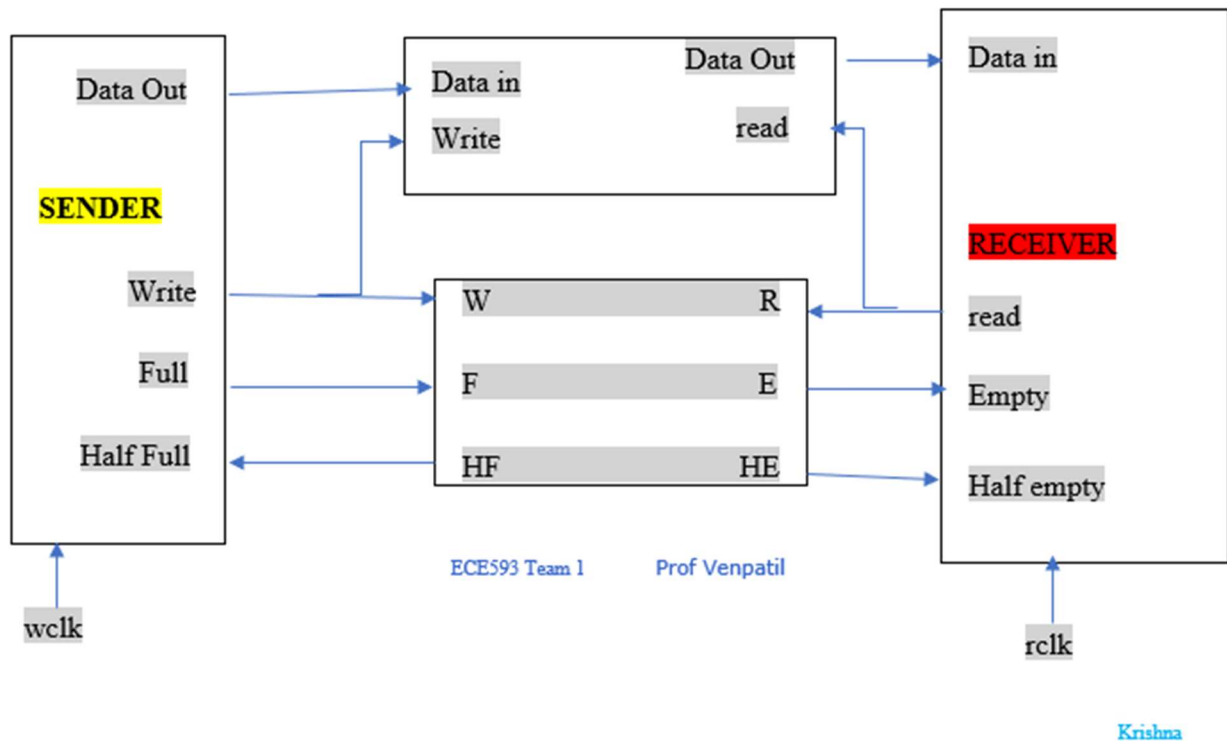 Data Out
SENDER
Write
Full
Half Full
wclk
Data in
Write
Data Out
read
W R
F E
HF HE
ECE593 Team 1 Prof Venpatil
Data in
RECEIVER
read
Empty
Half empty
rclk
Krishna